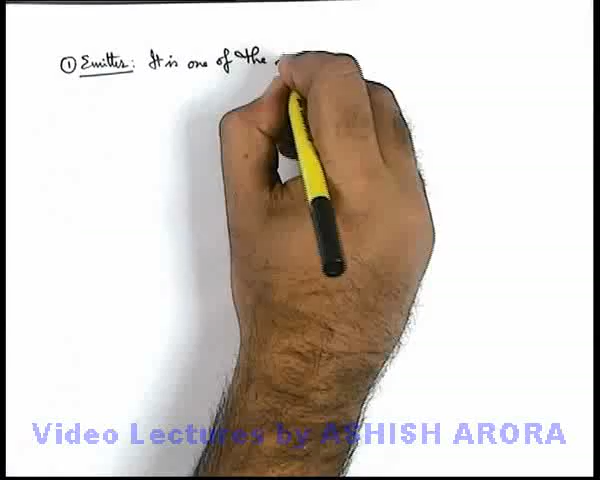 ① Emitter: It is one of the
Video Lectures by ASHISH ARORA